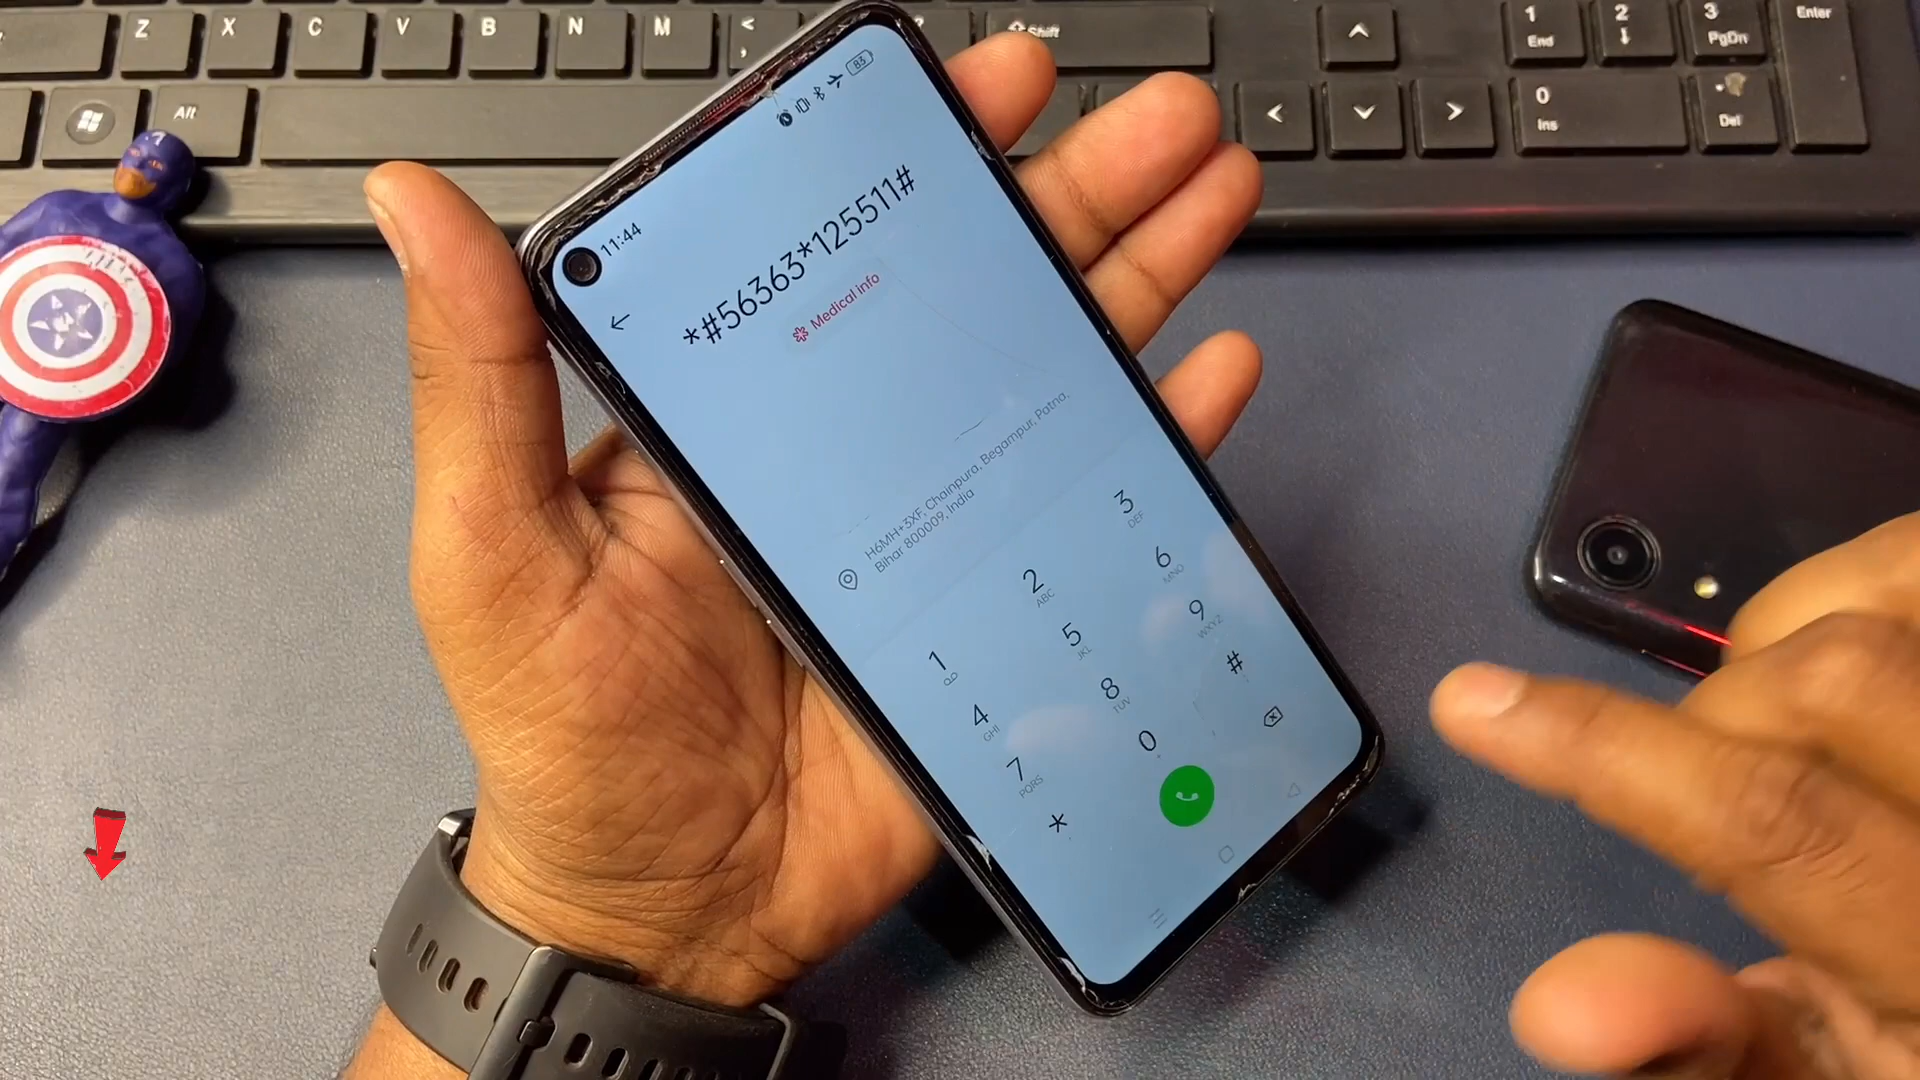 Z X C V B N M < , ? Shift
1 End
2
3 PgDn
Enter
Alt
0 Ins
. Del
< >
11:44
83
*#56363*125511#
Medical info
H6MH+3XF, Chainpura, Begampur, Patna,
Bihar 800009, India
1
2 ABC
3 DEF
4 GHI
5 JKL
6 MNO
7 PQRS
8 TUV
9 WXYZ
*
0 +
#